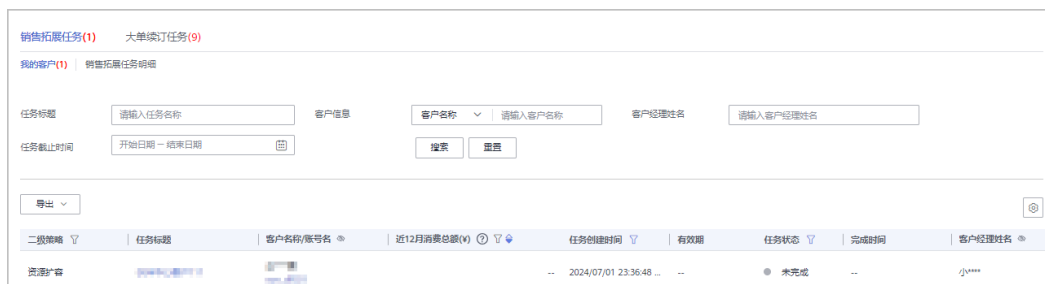 销售拓展任务(1) 大单续订任务(9)
我的客户(1) 销售拓展任务明细
任务标题 请输入任务名称 客户信息 客户名称 请输入客户名称 客户经理姓名 请输入客户经理姓名
任务截止时间 开始日期 – 结束日期 搜索 重置
导出
二级策略 任务标题 客户名称/账号名 近12月消费总额(¥) 任务创建时间 有效期 任务状态 完成时间 客户经理姓名
资源扩容 -- 2024/07/01 23:36:48 ... -- 未完成 -- 小****